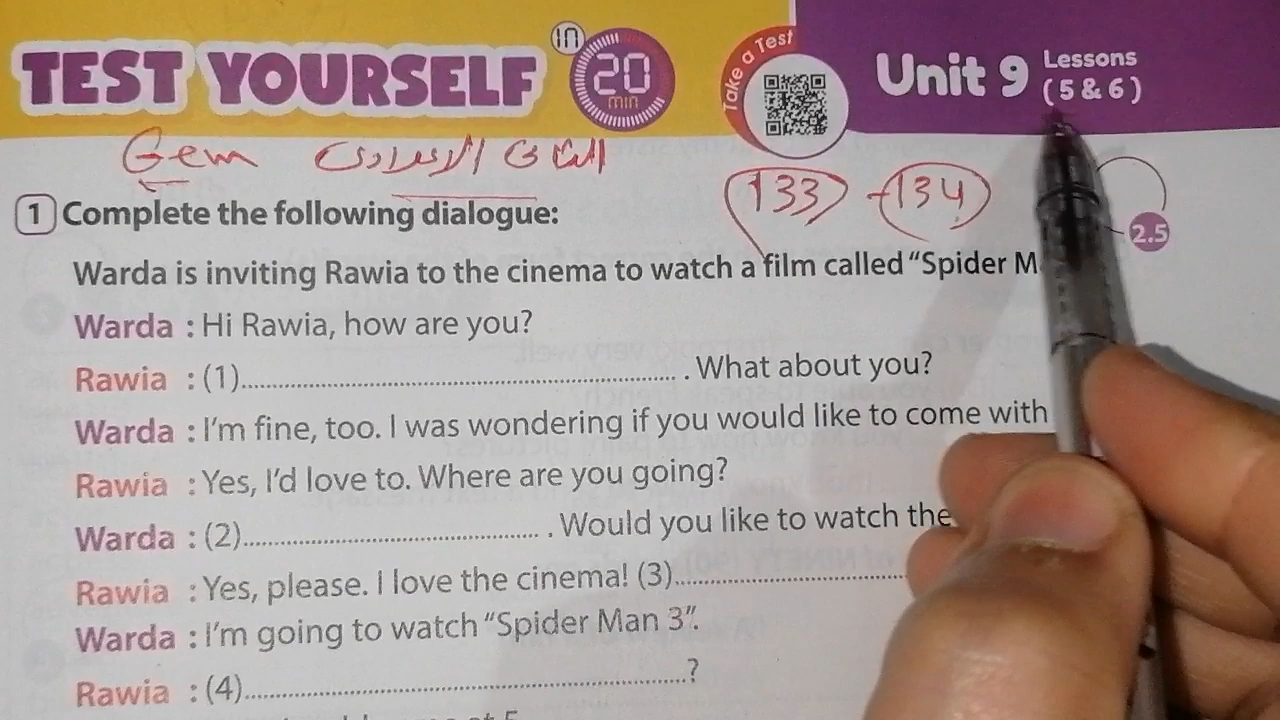 TEST YOURSELF
in 20 min
Take a Test
Unit 9 Lessons (5 & 6)
Gem الثانى الاعدادى
133 - 134
1 Complete the following dialogue:
2.5
Warda is inviting Rawia to the cinema to watch a film called “Spider M
Warda : Hi Rawia, how are you?
Rawia : (1)............................................................ . What about you?
Warda : I'm fine, too. I was wondering if you would like to come with
Rawia : Yes, I'd love to. Where are you going?
Warda : (2)......................................... . Would you like to watch the
Rawia : Yes, please. I love the cinema! (3)................................
Warda : I'm going to watch “Spider Man 3”.
Rawia : (4)............................................................?